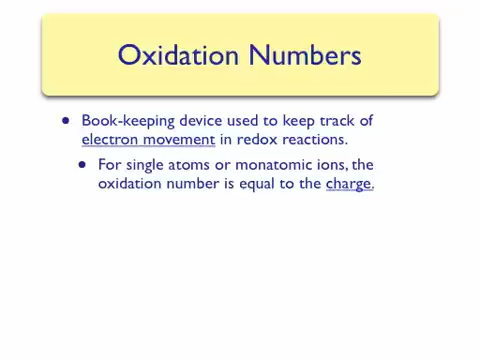 Oxidation Numbers
• Book-keeping device used to keep track of
electron movement in redox reactions.
• For single atoms or monatomic ions, the
oxidation number is equal to the charge.